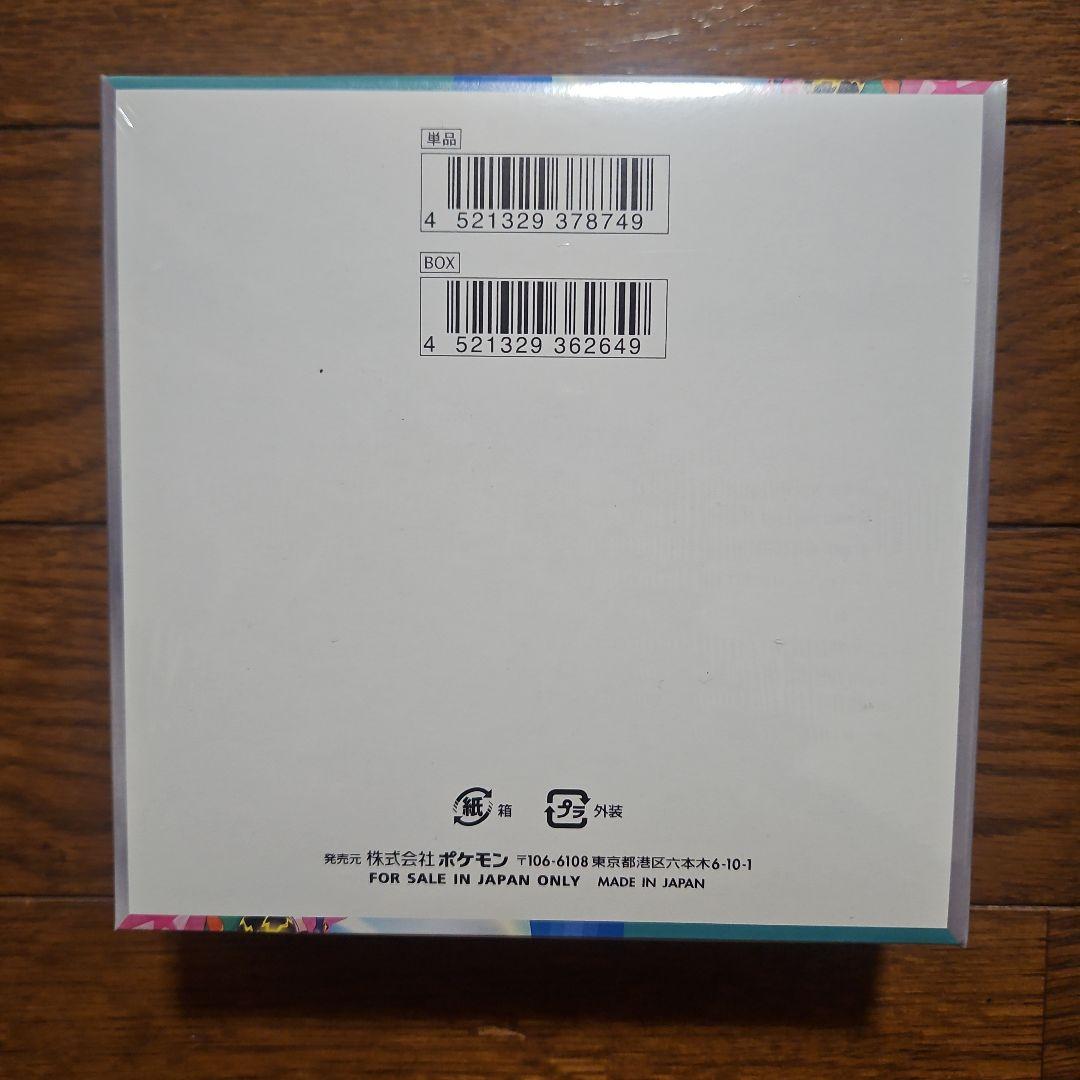 単品
4 521329 378749
BOX
4 521329 362649
紙 箱 プラ 外装
発売元 株式会社 ポケモン 〒106-6108 東京都港区六本木6-10-1
FOR SALE IN JAPAN ONLY MADE IN JAPAN